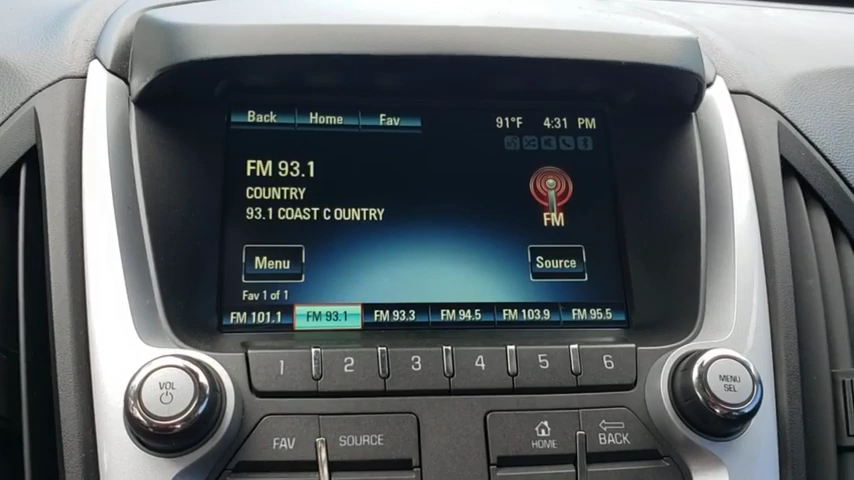 Back Home Fav 91°F 4:31 PM
FM 93.1
COUNTRY
93.1 COAST C OUNTRY
FM
Menu Source
Fav 1 of 1
FM 101.1 FM 93.1 FM 93.3 FM 94.5 FM 103.9 FM 95.5
1 2 3 4 5 6
VOL
MENU
SEL
FAV SOURCE
HOME
BACK